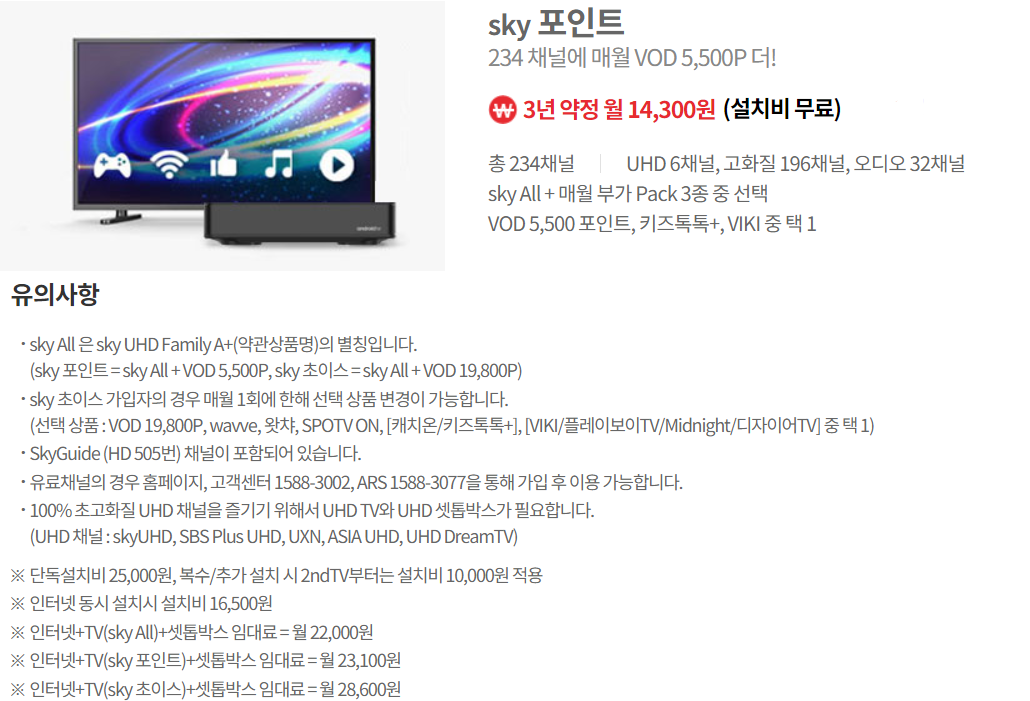 sky 포인트
234 채널에 매월 VOD 5,500P 더!
₩ 3년 약정 월 14,300원 (설치비 무료)
총 234채널 | UHD 6채널, 고화질 196채널, 오디오 32채널
sky All + 매월 부가 Pack 3종 중 선택
VOD 5,500 포인트, 키즈톡톡+, VIKI 중 택 1
androidtv
유의사항
· sky All 은 sky UHD Family A+(약관상품명)의 별칭입니다.
(sky 포인트 = sky All + VOD 5,500P, sky 초이스 = sky All + VOD 19,800P)
· sky 초이스 가입자의 경우 매월 1회에 한해 선택 상품 변경이 가능합니다.
(선택 상품 : VOD 19,800P, wavve, 왓챠, SPOTV ON, [캐치온/키즈톡톡+], [VIKI/플레이보이TV/Midnight/디자이어TV] 중 택 1)
· SkyGuide (HD 505번) 채널이 포함되어 있습니다.
· 유료채널의 경우 홈페이지, 고객센터 1588-3002, ARS 1588-3077을 통해 가입 후 이용 가능합니다.
· 100% 초고화질 UHD 채널을 즐기기 위해서 UHD TV와 UHD 셋톱박스가 필요합니다.
(UHD 채널 : skyUHD, SBS Plus UHD, UXN, ASIA UHD, UHD DreamTV)
※ 단독설치비 25,000원, 복수/추가 설치 시 2ndTV부터는 설치비 10,000원 적용
※ 인터넷 동시 설치시 설치비 16,500원
※ 인터넷+TV(sky All)+셋톱박스 임대료 = 월 22,000원
※ 인터넷+TV(sky 포인트)+셋톱박스 임대료 = 월 23,100원
※ 인터넷+TV(sky 초이스)+셋톱박스 임대료 = 월 28,600원